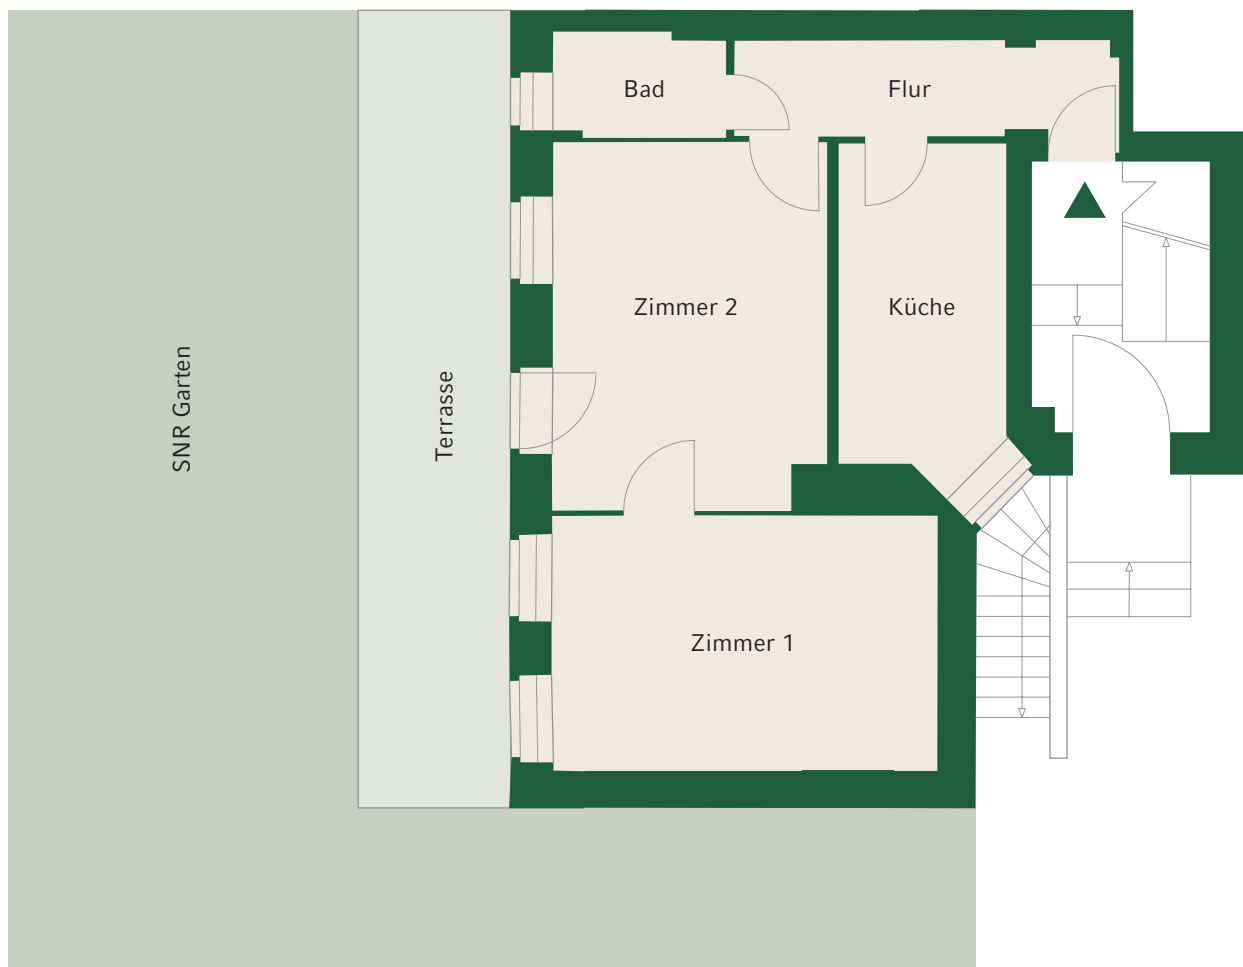 Bad
Flur
Zimmer 2
Küche
SNR Garten
Terrasse
Zimmer 1